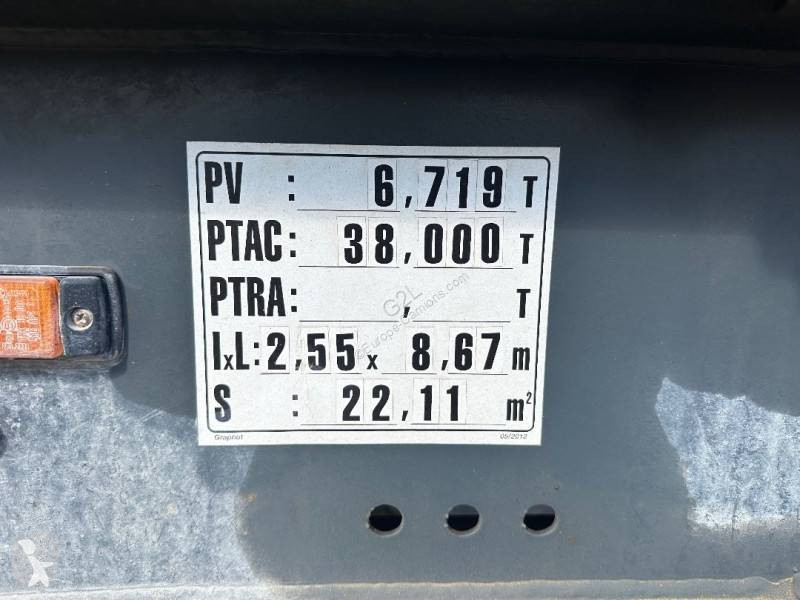 PV : 6,719 T
PTAC: 38,000 T
PTRA: , T
IxL: 2,55 x 8,67 m
S : 22,11 m²
Graphot 05/2012
G2L
Europe-Camions.com